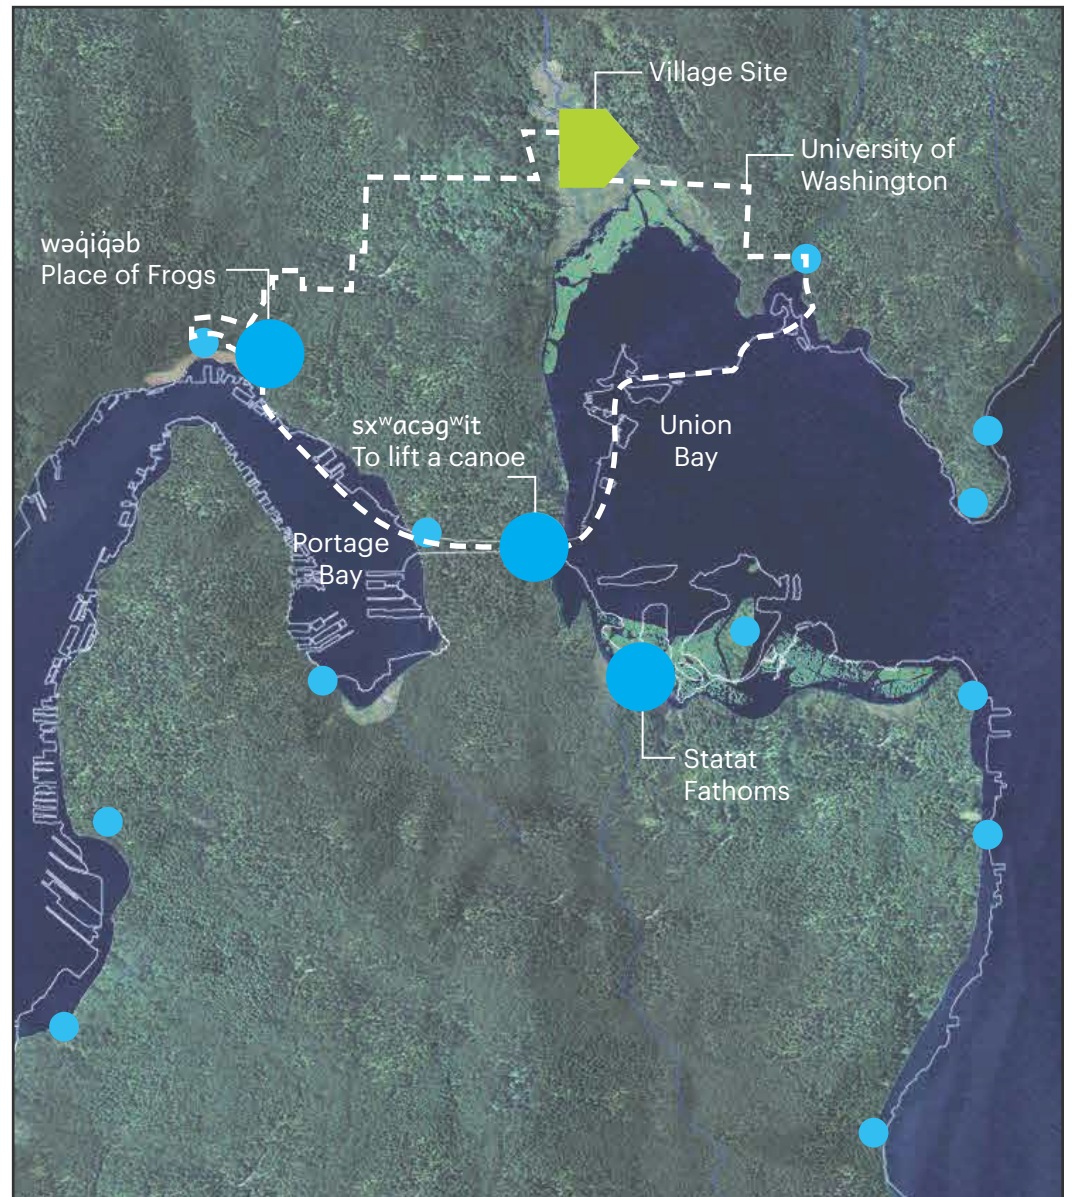 Village Site
University of
Washington
wəq̓iq̓əb
Place of Frogs
sxʷacəgʷit
To lift a canoe
Union
Bay
Portage
Bay
Statat
Fathoms